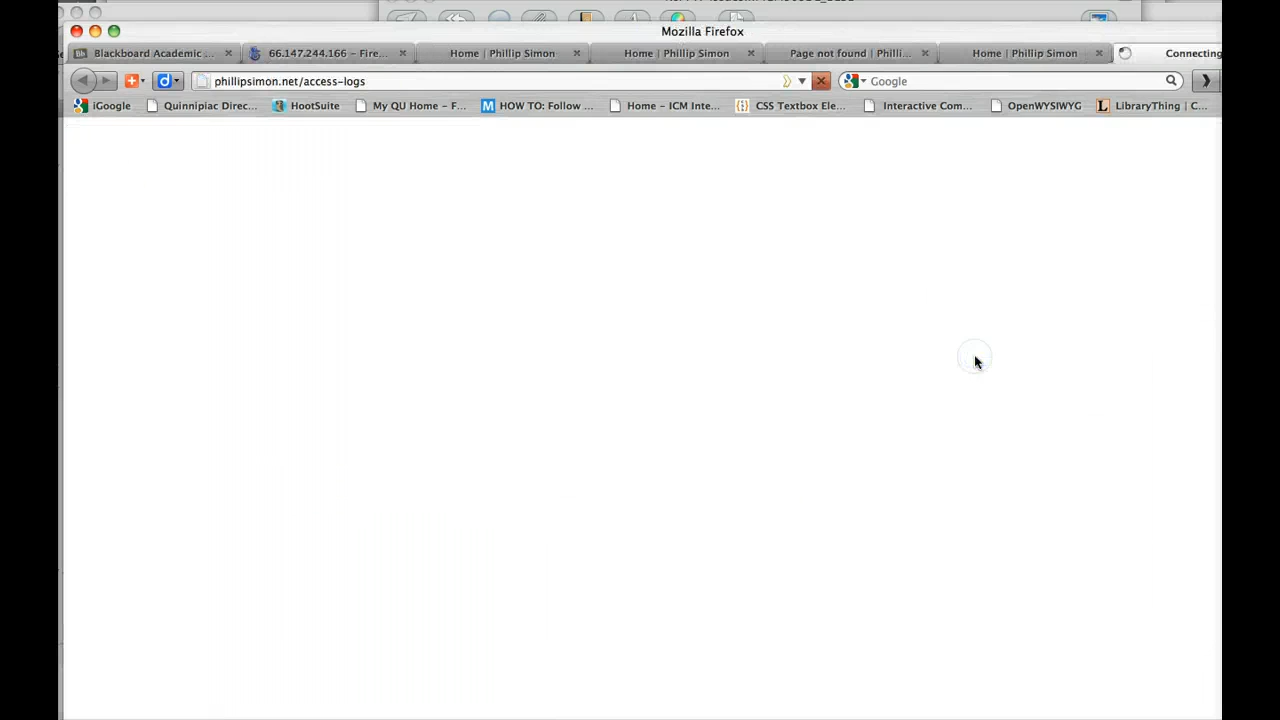 Mozilla Firefox
Blackboard Academic ...
66.147.244.166 – Fire...
Home | Phillip Simon
Home | Phillip Simon
Page not found | Philli...
Home | Phillip Simon
Connecting
phillipsimon.net/access-logs
Google
iGoogle
Quinnipiac Direc...
HootSuite
My QU Home – F...
HOW TO: Follow ...
Home – ICM Inte...
CSS Textbox Ele...
Interactive Com...
OpenWYSIWYG
LibraryThing | C...